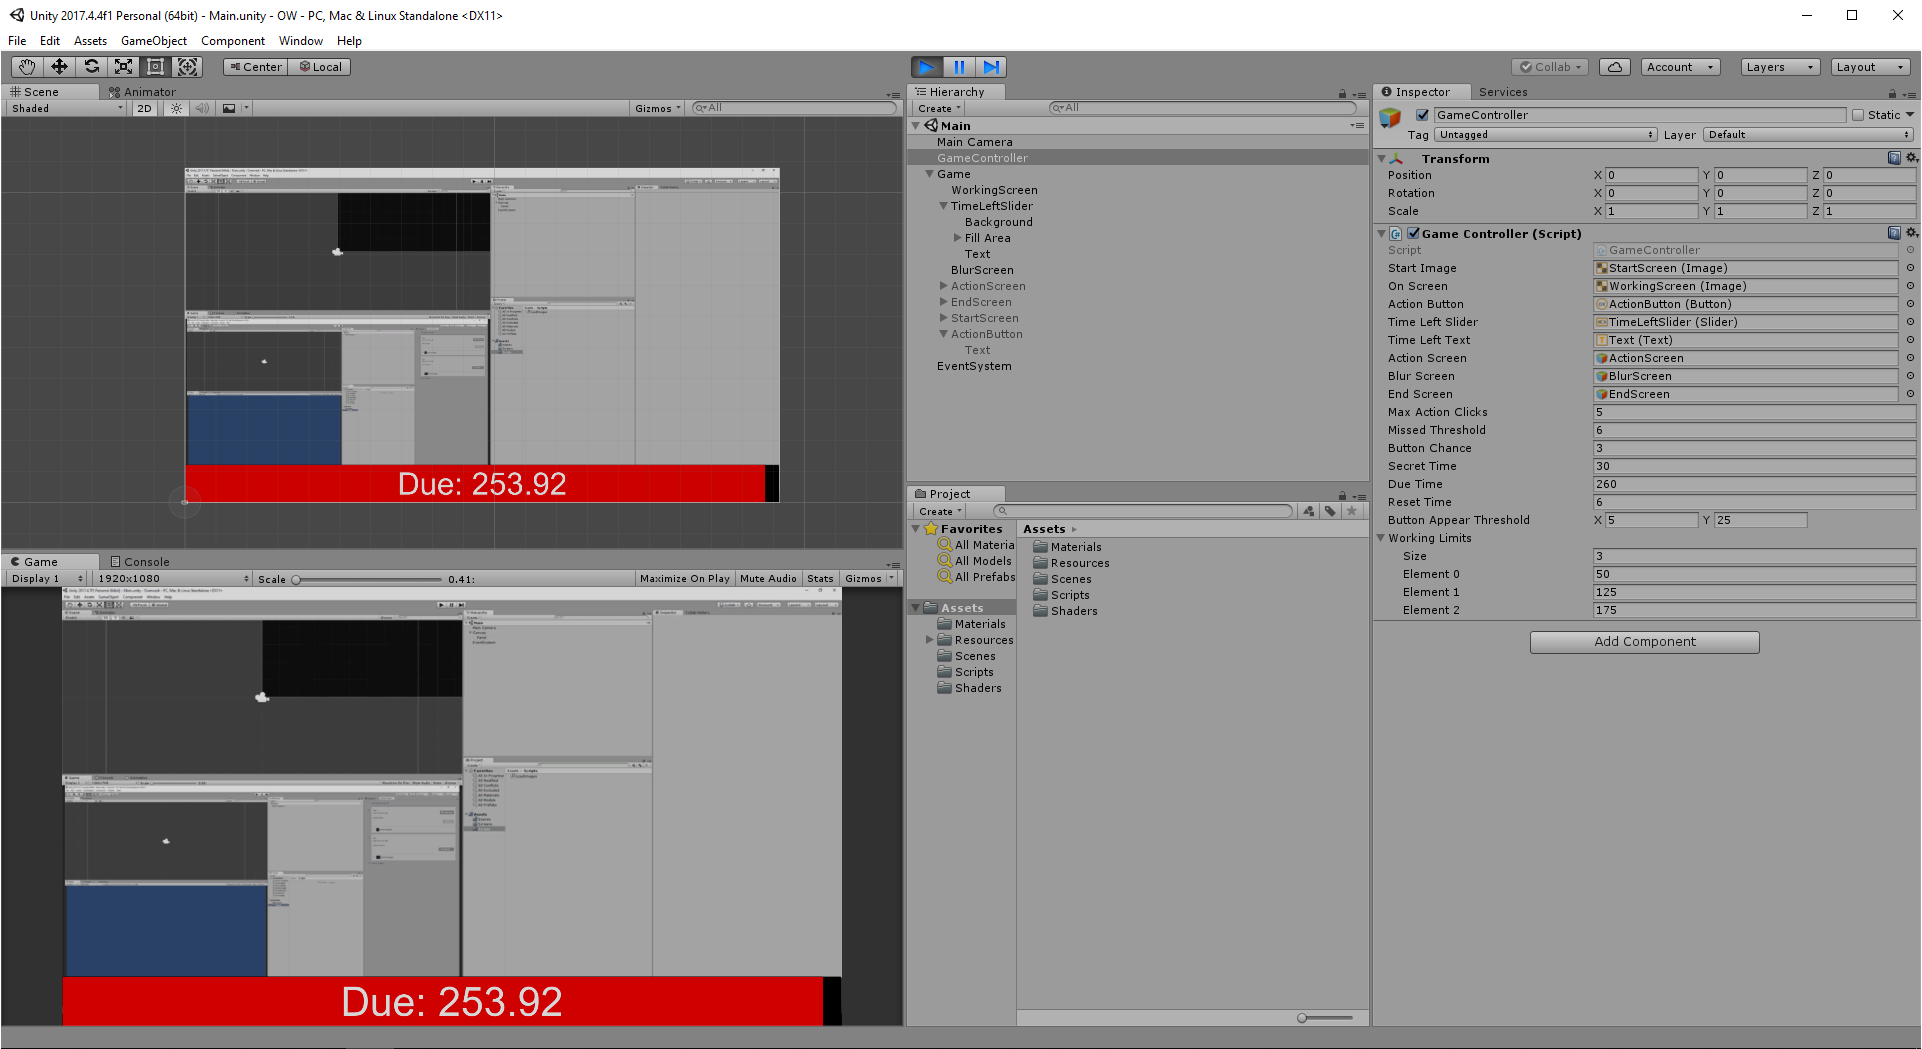 Unity 2017.4.4f1 Personal (64bit) - Main.unity - OW - PC, Mac & Linux Standalone <DX11>
File Edit Assets GameObject Component Window Help
Center Local
Collab Account Layers Layout
Scene Animator
Shaded 2D Gizmos All
Due: 253.92
Game Console
Display 1 1920x1080 Scale 0.41: Maximize On Play Mute Audio Stats Gizmos
Due: 253.92
Hierarchy
Create All
Main
Main Camera
GameController
Game
WorkingScreen
TimeLeftSlider
Background
Fill Area
Text
BlurScreen
ActionScreen
EndScreen
StartScreen
ActionButton
Text
EventSystem
Project
Create
Favorites
All Materia
All Models
All Prefabs
Assets
Materials
Resources
Scenes
Scripts
Shaders
Assets
Materials
Resources
Scenes
Scripts
Shaders
Inspector Services
GameController Static
Tag Untagged Layer Default
Transform
Position X 0 Y 0 Z 0
Rotation X 0 Y 0 Z 0
Scale X 1 Y 1 Z 1
Game Controller (Script)
Script GameController
Start Image StartScreen (Image)
On Screen WorkingScreen (Image)
Action Button ActionButton (Button)
Time Left Slider TimeLeftSlider (Slider)
Time Left Text Text (Text)
Action Screen ActionScreen
Blur Screen BlurScreen
End Screen EndScreen
Max Action Clicks 5
Missed Threshold 6
Button Chance 3
Secret Time 30
Due Time 260
Reset Time 6
Button Appear Threshold X 5 Y 25
Working Limits
Size 3
Element 0 50
Element 1 125
Element 2 175
Add Component